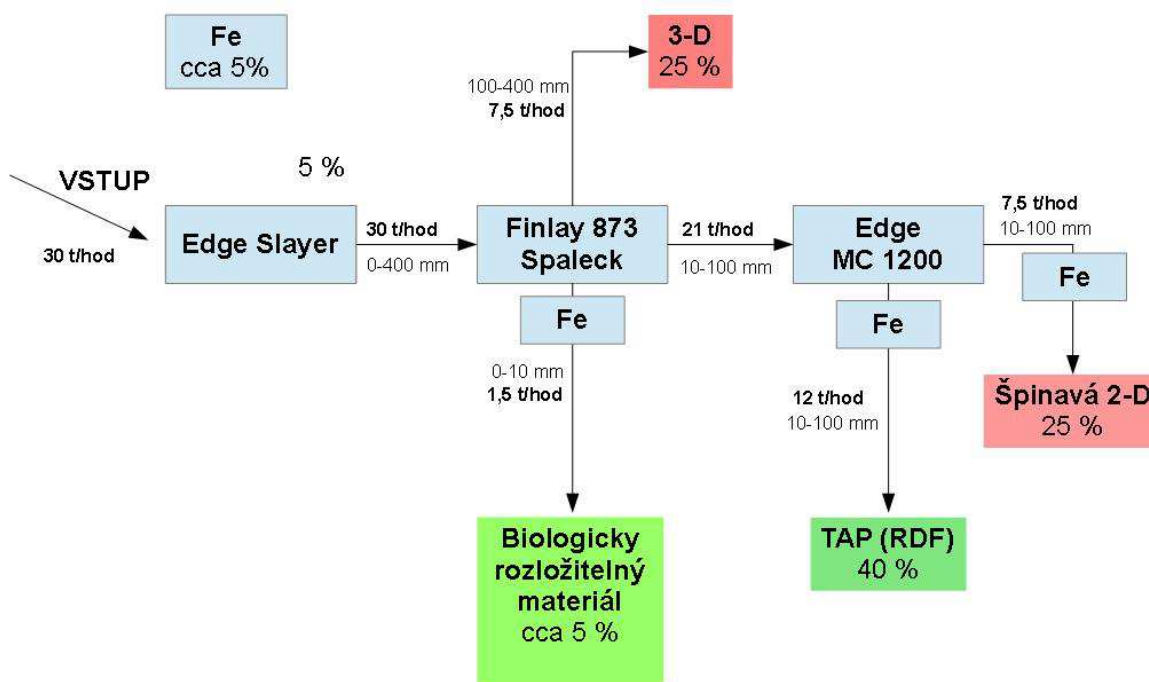 Fe
cca 5%
3-D
25 %
100-400 mm
7,5 t/hod
5 %
VSTUP
30 t/hod
Edge Slayer
30 t/hod
0-400 mm
Finlay 873
Spaleck
21 t/hod
10-100 mm
Edge
MC 1200
7,5 t/hod
10-100 mm
Fe
Fe
Fe
0-10 mm
1,5 t/hod
12 t/hod
10-100 mm
Špinavá 2-D
25 %
Biologicky
rozložitelný
materiál
cca 5 %
TAP (RDF)
40 %